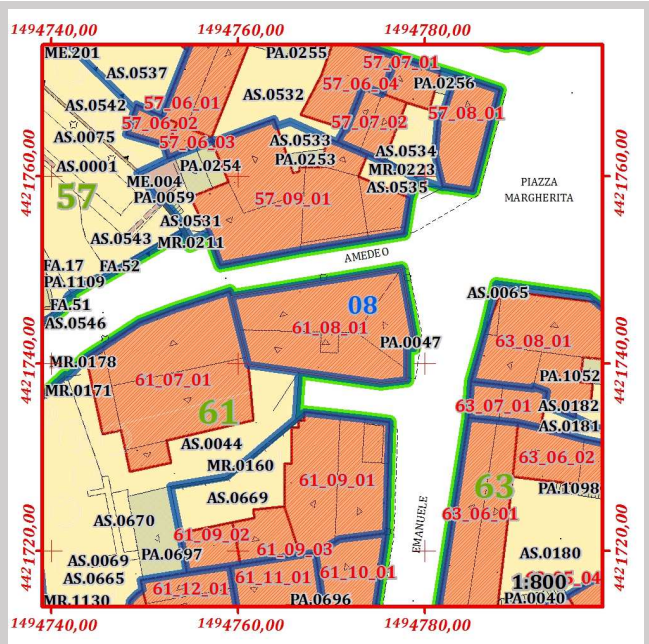 1494740,00 1494760,00 1494780,00
ME.201
PA.0255
57_07_01
AS.0537
57_06_04
PA.0256
AS.0532
AS.0542
57_06_01
57_08_01
57_06_02
57_07_02
AS.0075
57_06_03
AS.0533
AS.0534
PA.0253
AS.0001
PA.0254
MR.0223
4421760,00
ME.004
AS.0535
4421760,00
57
PA.0059
57_09_01
PIAZZA
MARGHERITA
AS.0531
AS.0543
MR.0211
AMEDEO
FA.17
FA.52
PA.1109
AS.0065
FA.51
08
AS.0546
61_08_01
PA.0047
63_08_01
4421740,00
MR.0178
4421740,00
61_07_01
PA.1052
MR.0171
63_07_01
AS.0182
61
AS.0181
AS.0044
MR.0160
63_06_02
61_09_01
63
PA.1098
AS.0669
63_06_01
AS.0670
EMANUELE
61_09_02
4421720,00
AS.0069
PA.0697
61_09_03
AS.0180
4421720,00
AS.0665
61_12_01
61_11_01
61_10_01
1:800
MR.1130
PA.0696
PA.0040
1494740,00 1494760,00 1494780,00